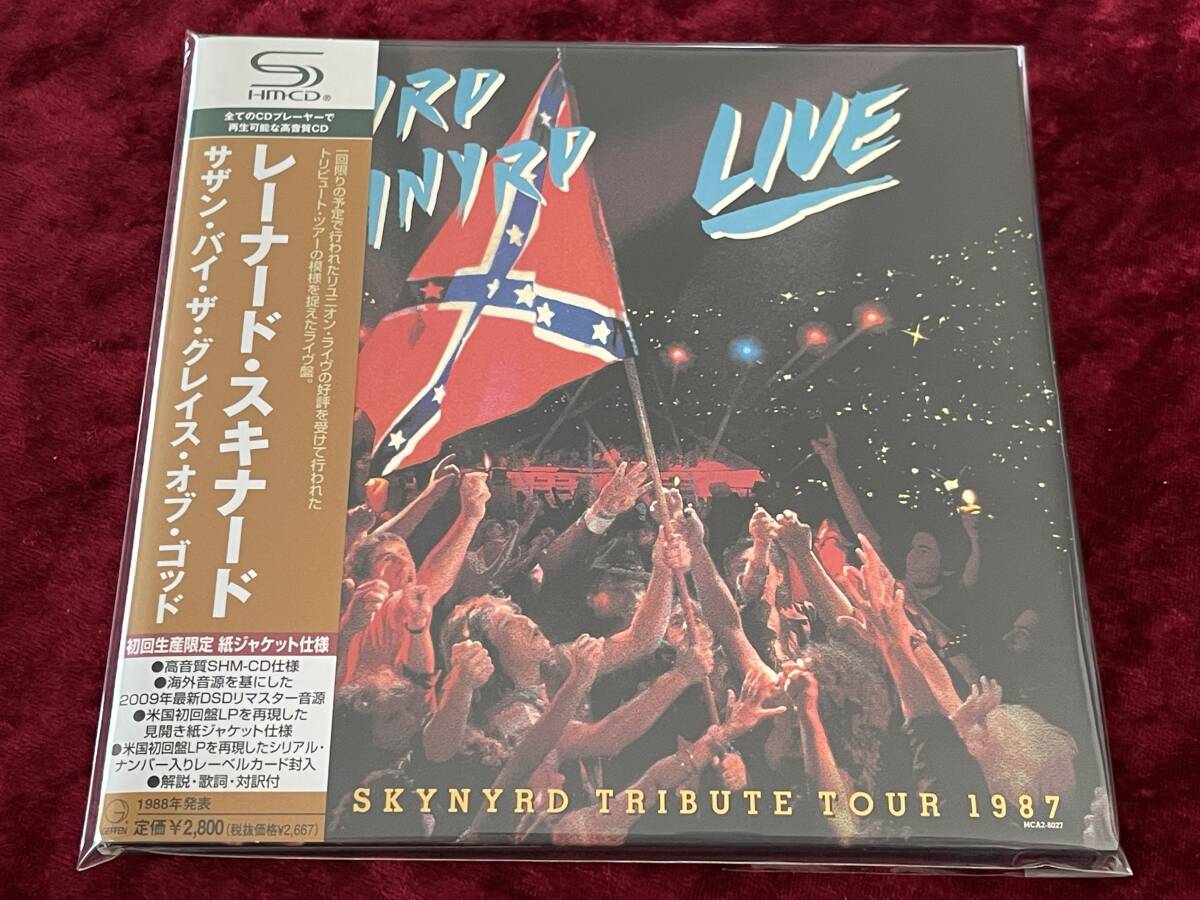 SHM-CD®
全てのCDプレーヤーで
再生可能な高音質CD
一回限りの予定で行われたリユニオン・ライヴの好評を受けて行われた
トリビュート・ツアーの模様を捉えたライヴ盤。
レーナード・スキナード
サザン・バイ・ザ・グレイス・オブ・ゴッド
初回生産限定 紙ジャケット仕様
●高音質SHM-CD仕様
●海外音源を基にした
2009年最新DSDリマスター音源
●米国初回盤LPを再現した
見開き紙ジャケット仕様
●米国初回盤LPを再現したシリアル・
ナンバー入りレーベルカード封入
●解説・歌詞・対訳付
1988年発表
GEFFEN
定価¥2,800(税抜価格¥2,667)
YRD
NYRD
LIVE
SKYNYRD TRIBUTE TOUR 1987
MCA2-8027